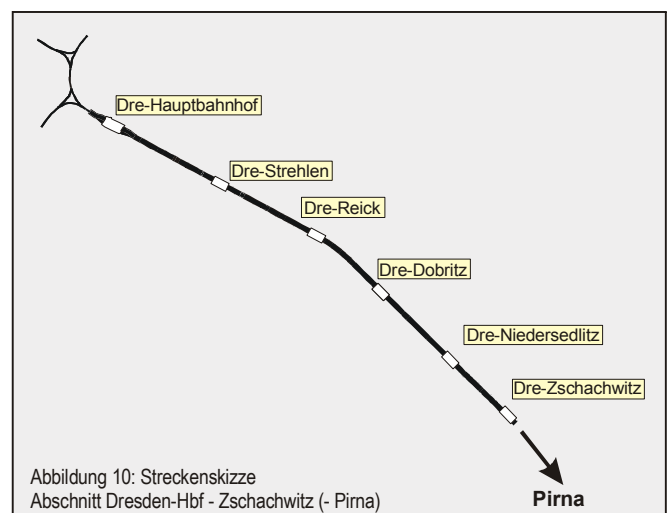 Dre-Hauptbahnhof
Dre-Strehlen
Dre-Reick
Dre-Dobritz
Dre-Niedersedlitz
Dre-Zschachwitz
Abbildung 10: Streckenskizze
Abschnitt Dresden-Hbf - Zschachwitz (- Pirna)
Pirna